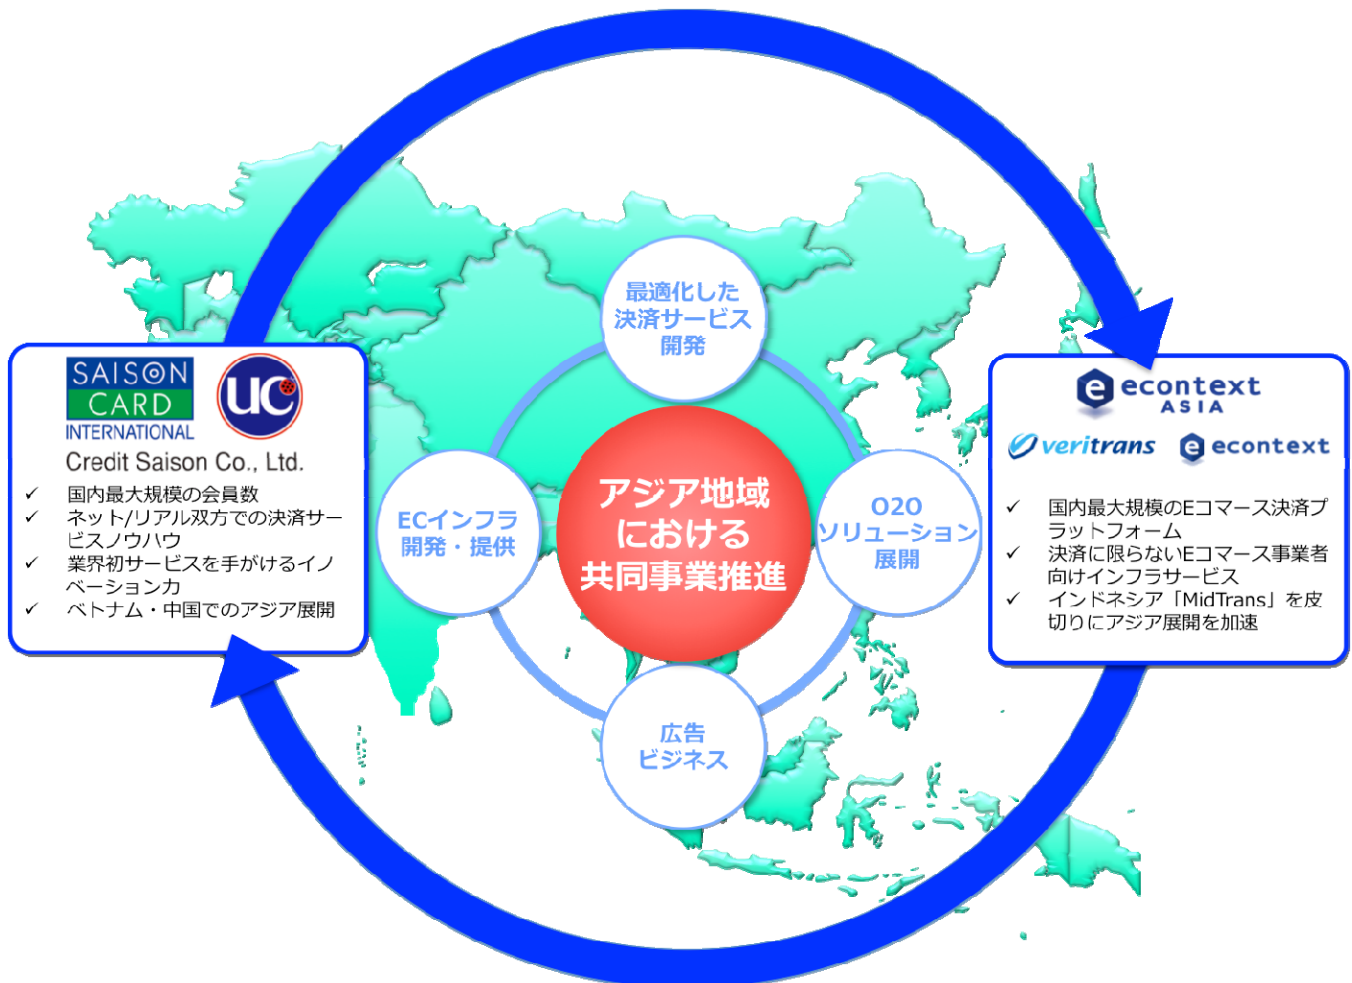 最適化した
決済サービス
開発
SAISON
CARD
INTERNATIONAL
UC
Credit Saison Co., Ltd.
✓ 国内最大規模の会員数
✓ ネット/リアル双方での決済サー
ビスノウハウ
✓ 業界初サービスを手がけるイノ
ベーション力
✓ ベトナム・中国でのアジア展開
ECインフラ
開発・提供
アジア地域
における
共同事業推進
O2O
ソリューション
展開
広告
ビジネス
e econtext
ASIA
veritrans e econtext
✓ 国内最大規模のEコマース決済プ
ラットフォーム
✓ 決済に限らないEコマース事業者
向けインフラサービス
✓ インドネシア「MidTrans」を皮
切りにアジア展開を加速